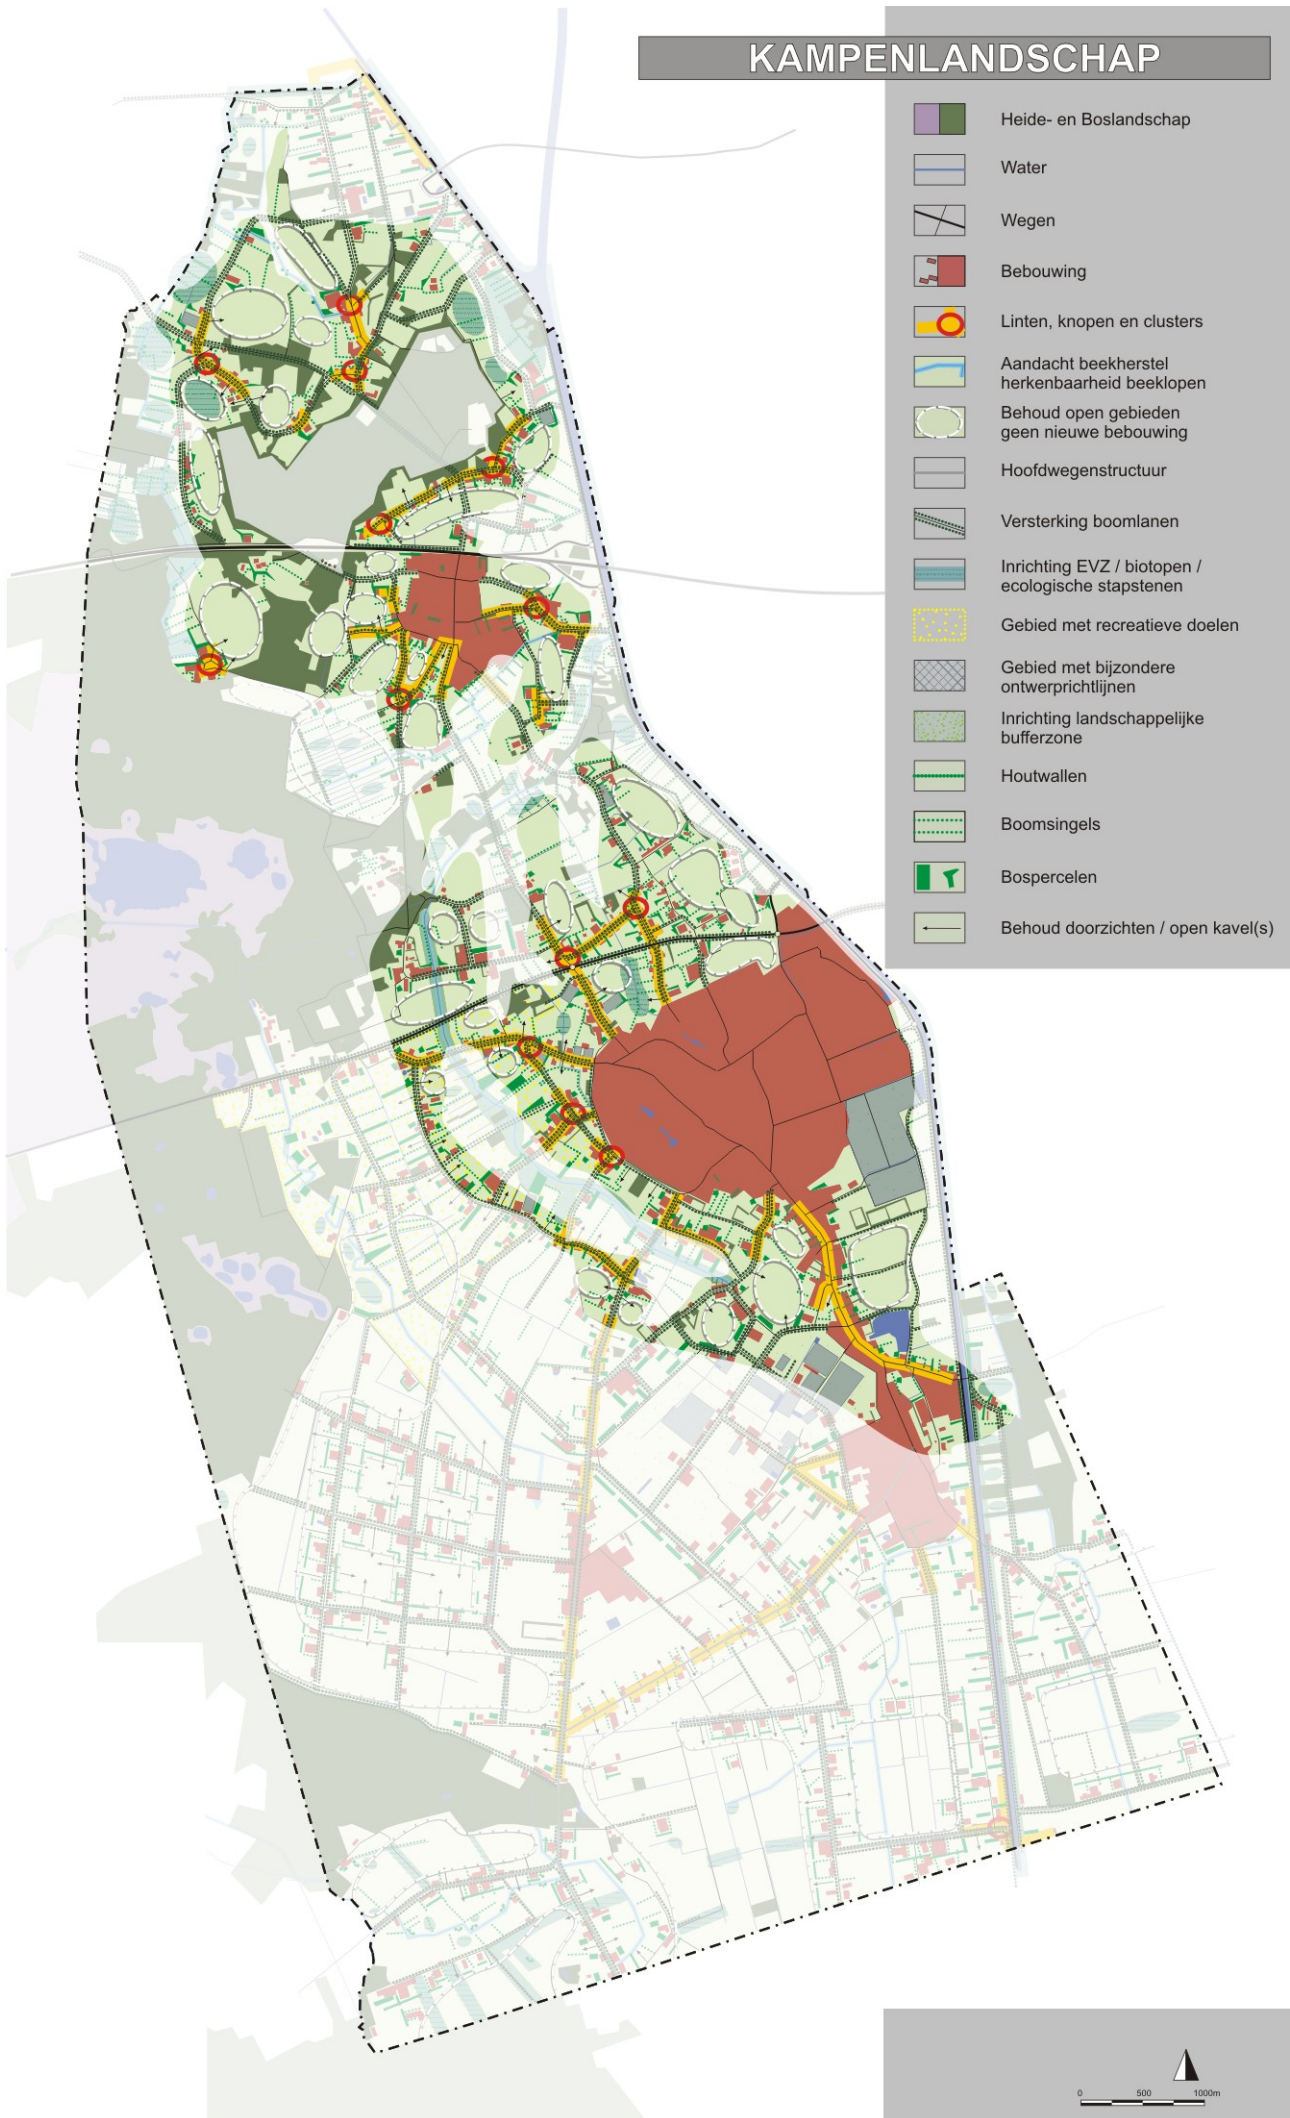 KAMPENLANDSCHAP
Heide- en Boslandschap
Water
Wegen
Bebouwing
Linten, knopen en clusters
Aandacht beekherstel
herkenbaarheid beeklopen
Behoud open gebieden
geen nieuwe bebouwing
Hoofdwegenstructuur
Versterking boomlanen
Inrichting EVZ / biotopen /
ecologische stapstenen
Gebied met recreatieve doelen
Gebied met bijzondere
ontwerprichtlijnen
Inrichting landschappelijke
bufferzone
Houtwallen
Boomsingels
Bospercelen
Behoud doorzichten / open kavel(s)
0 500 1000m